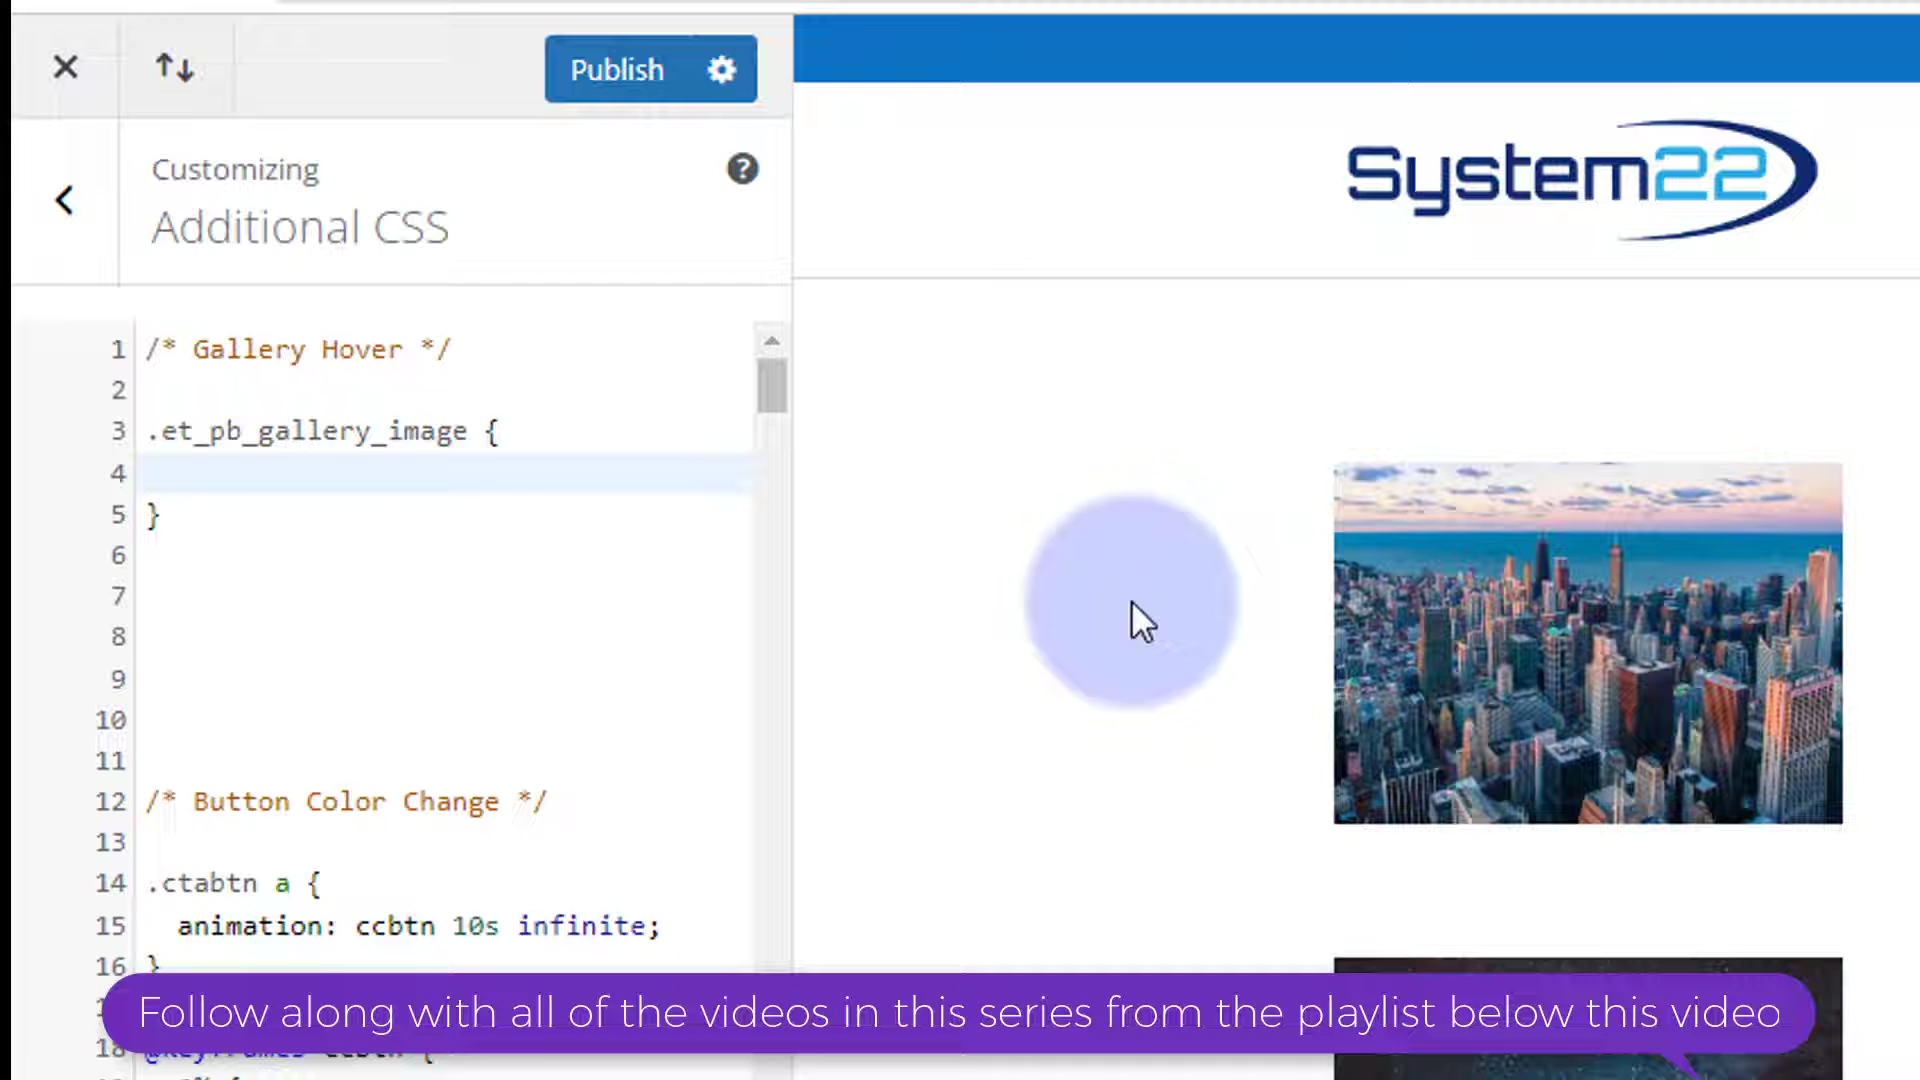 Publish
Customizing
Additional CSS
System22
1 /* Gallery Hover */
2
3 .et_pb_gallery_image {
4
5 }
6
7
8
9
10
11
12 /* Button Color Change */
13
14 .ctabtn a {
15 animation: ccbtn 10s infinite;
16 }
Follow along with all of the videos in this series from the playlist below this video
18